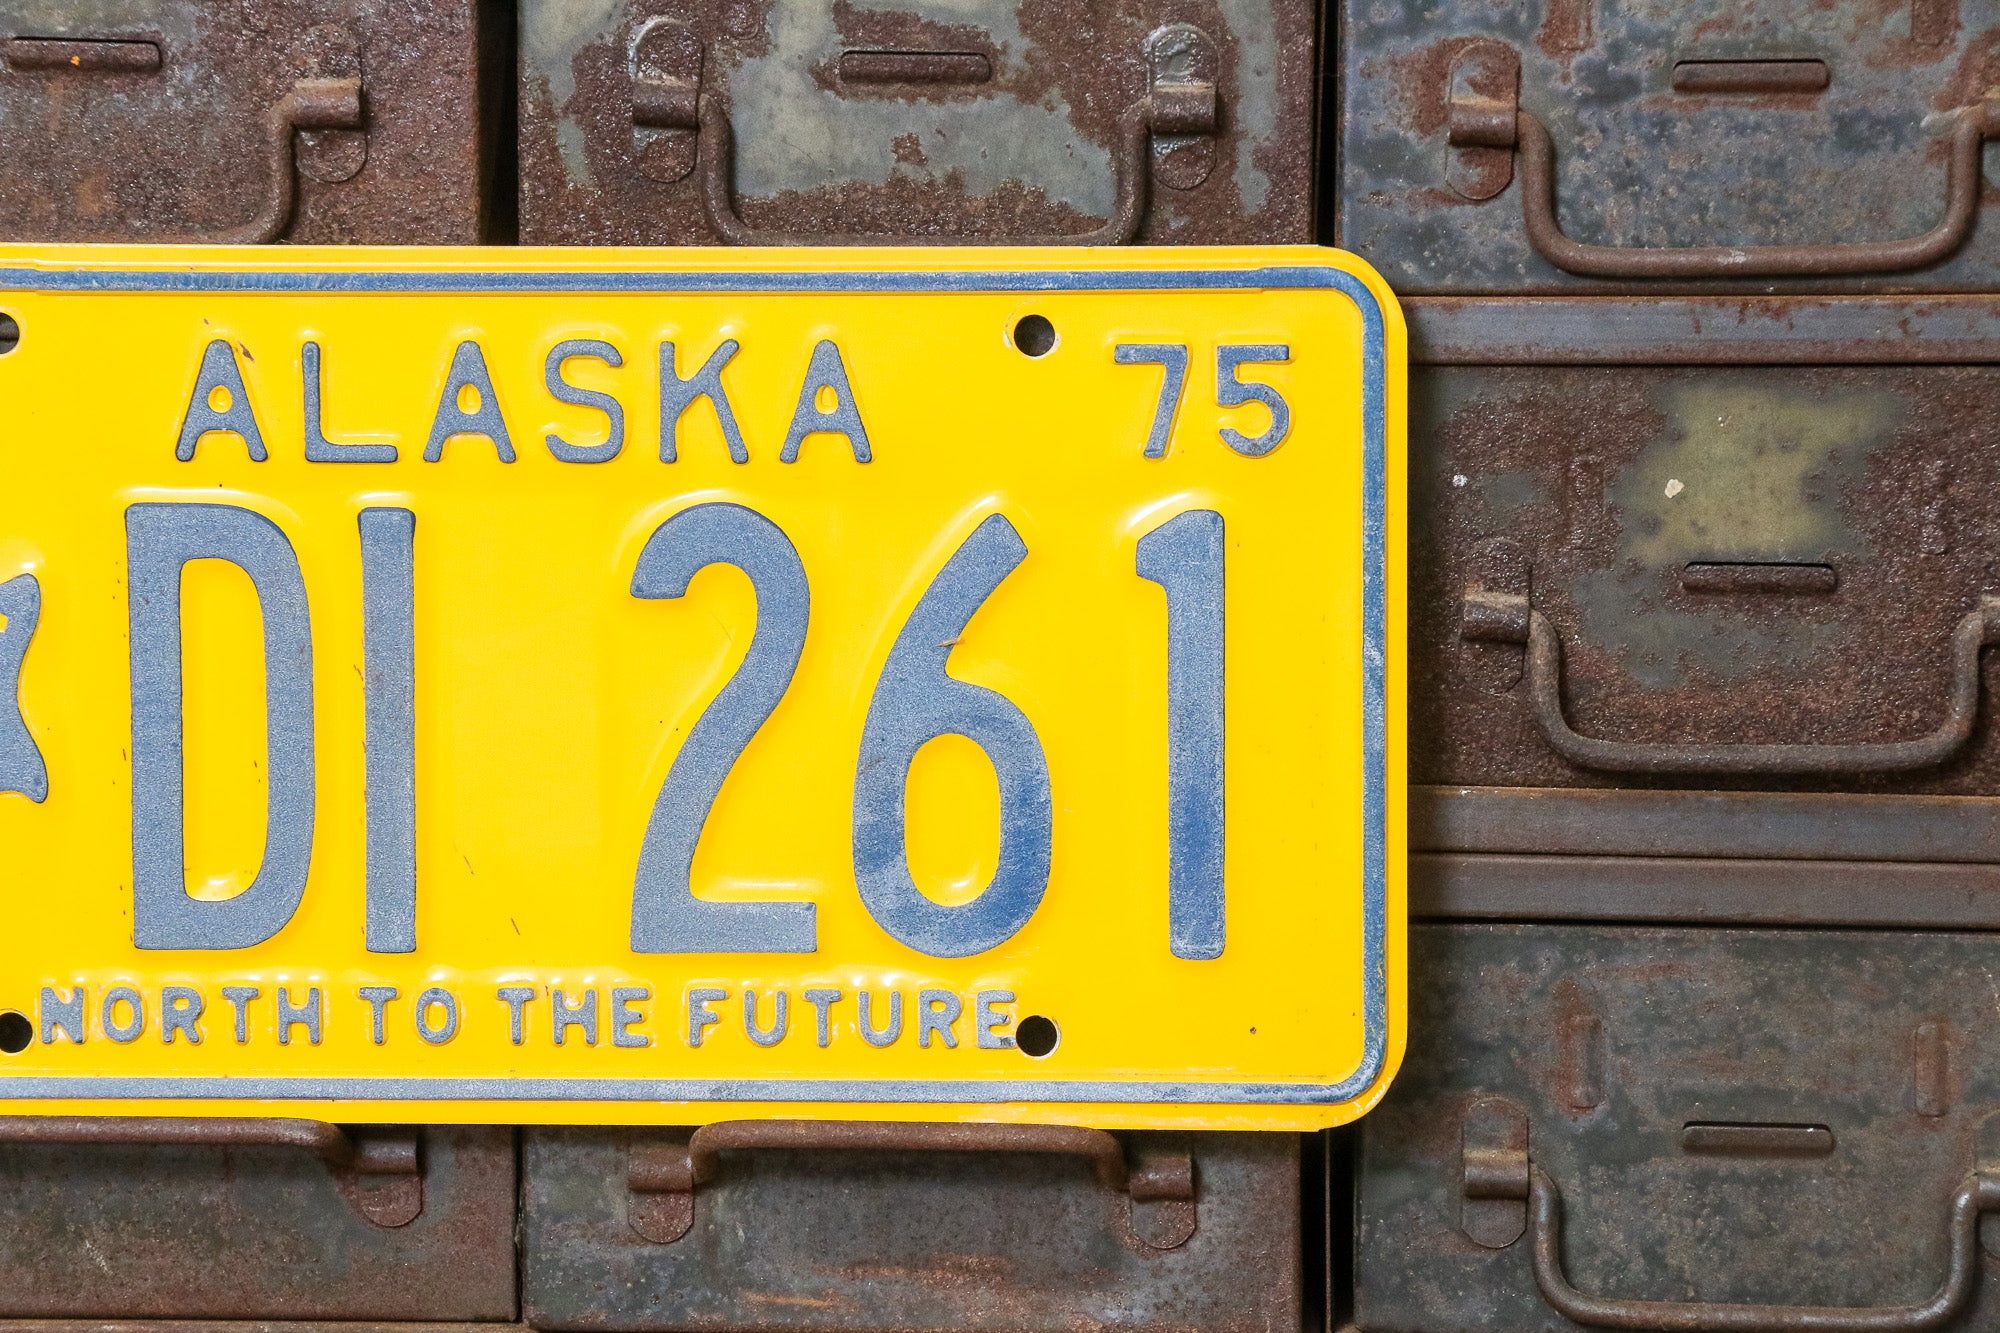 ALASKA 75
DI 261
NORTH TO THE FUTURE